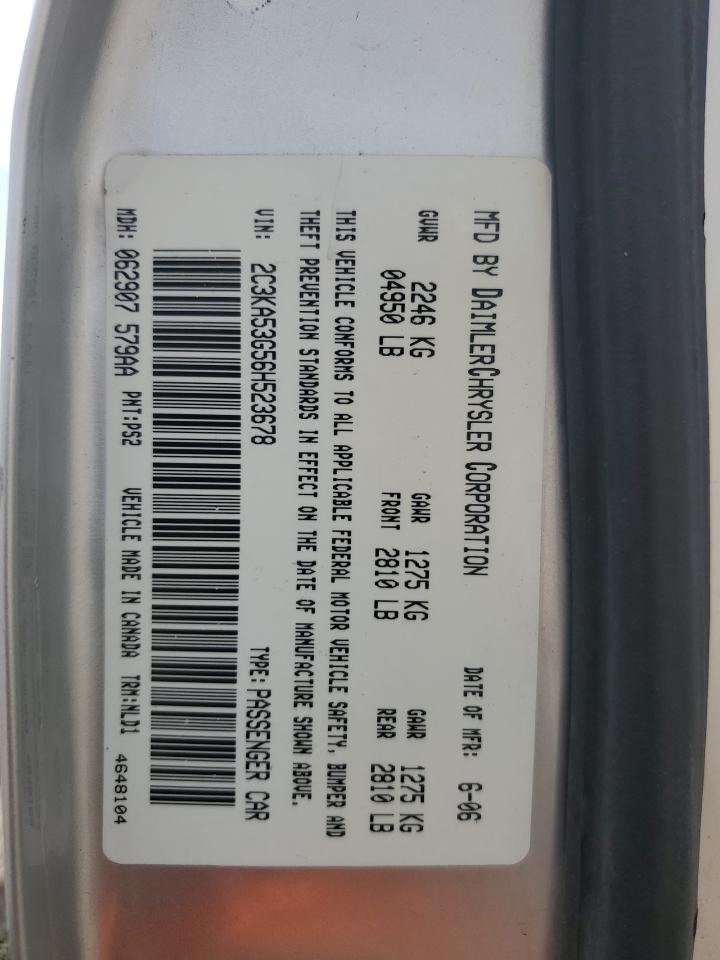 MFD BY DAIMLERCHRYSLER CORPORATION DATE OF MFR: 6-06
GVWR 2246 KG GAWR 1275 KG GAWR 1275 KG
04950 LB FRONT 2810 LB REAR 2810 LB
THIS VEHICLE CONFORMS TO ALL APPLICABLE FEDERAL MOTOR VEHICLE SAFETY, BUMPER AND
THEFT PREVENTION STANDARDS IN EFFECT ON THE DATE OF MANUFACTURE SHOWN ABOVE.
VIN: 2C3KA53G56H523678 TYPE: PASSENGER CAR
MDH: 062907 579AA PNT:PS2 VEHICLE MADE IN CANADA TRM:NLD1 4648104